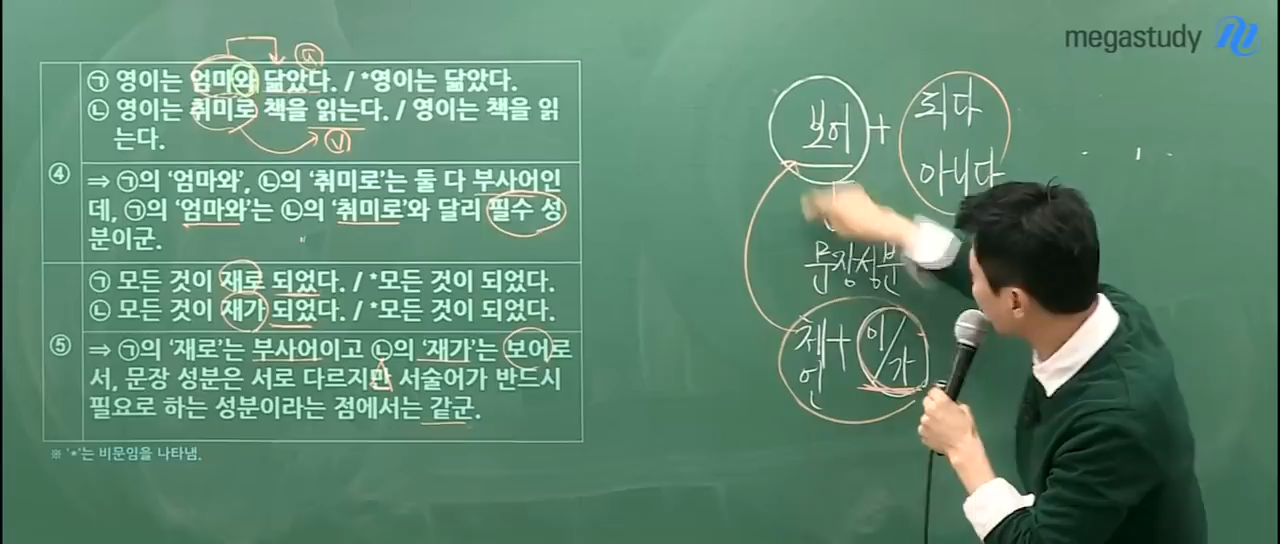 megastudy
④
㉠ 영이는 엄마와 닮았다. / *영이는 닮았다.
㉡ 영이는 취미로 책을 읽는다. / 영이는 책을 읽
는다.
⇒ ㉠의 '엄마와', ㉡의 '취미로'는 둘 다 부사어인
데, ㉠의 '엄마와'는 ㉡의 '취미로'와 달리 필수 성
분이군.
⑤
㉠ 모든 것이 재로 되었다. / *모든 것이 되었다.
㉡ 모든 것이 재가 되었다. / *모든 것이 되었다.
⇒ ㉠의 '재로'는 부사어이고 ㉡의 '재가'는 보어로
서, 문장 성분은 서로 다르지만 서술어가 반드시
필요로 하는 성분이라는 점에서는 같군.
※ '*'는 비문임을 나타냄.
보어 + 되다
아니다
문장성분
체언 + 이/가